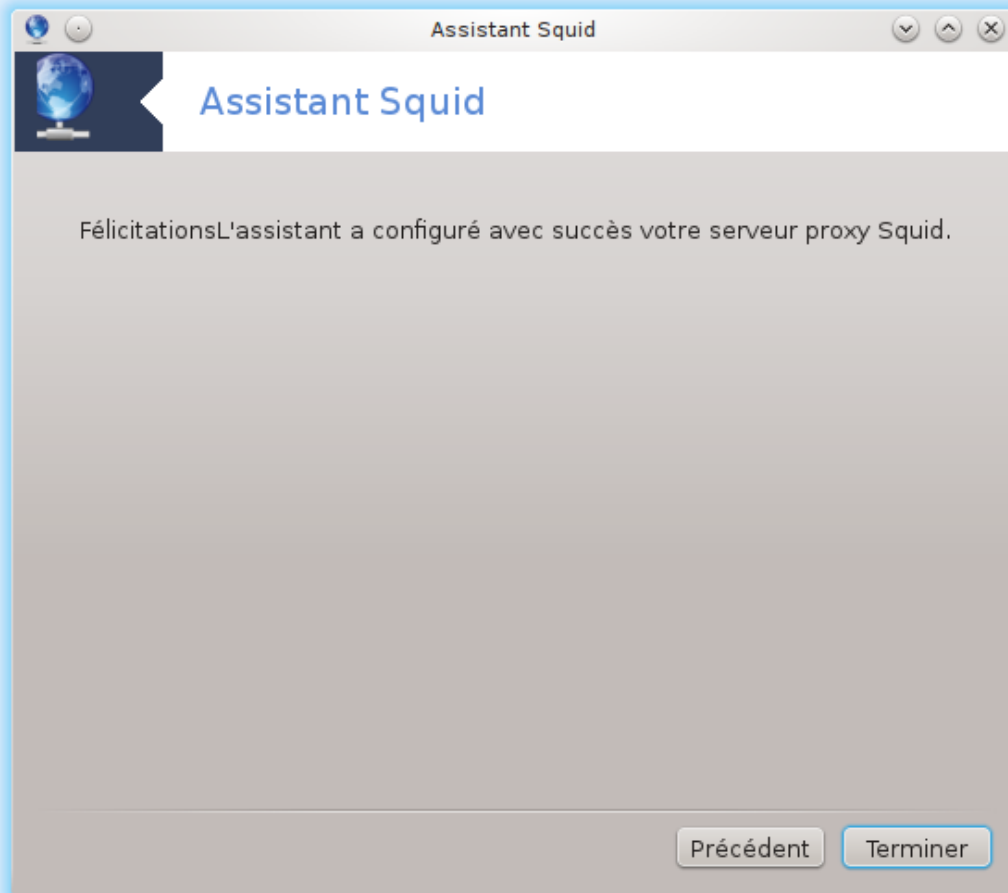 Assistant Squid
Assistant Squid
FélicitationsL'assistant a configuré avec succès votre serveur proxy Squid.
Précédent
Terminer